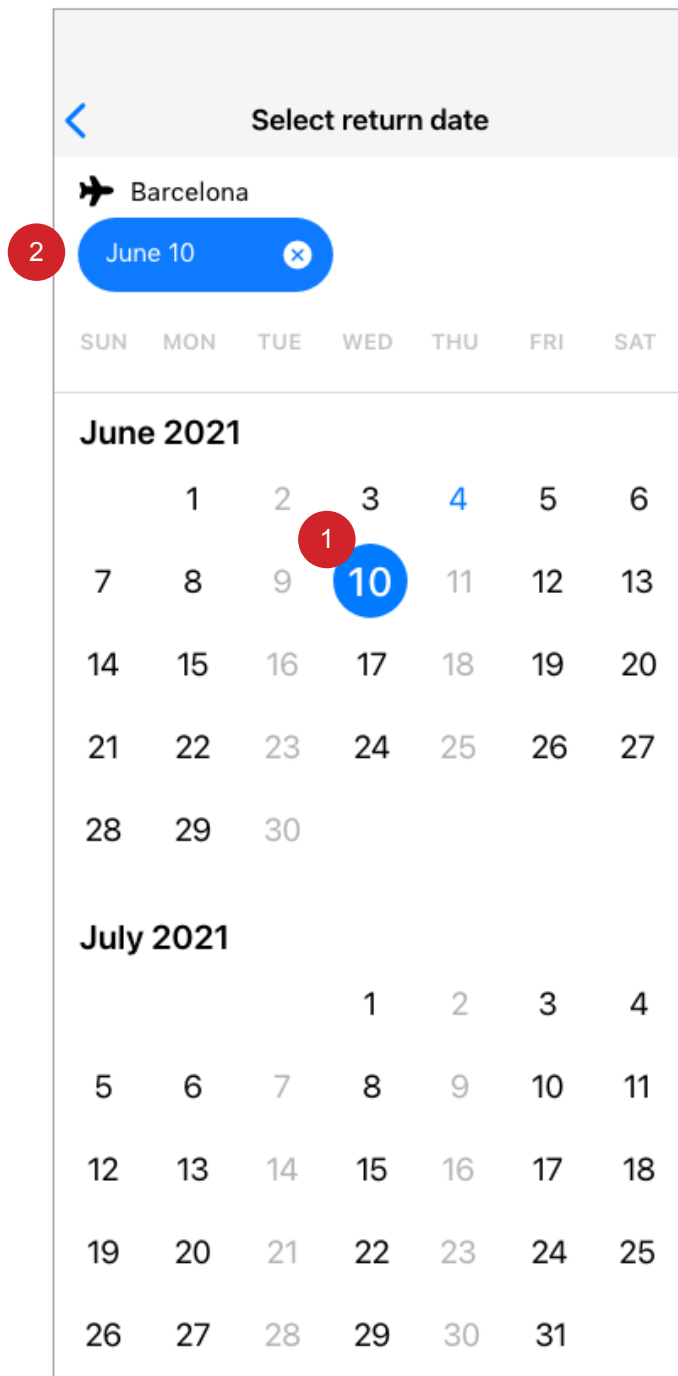 Select return date
Barcelona
2
June 10
SUN MON TUE WED THU FRI SAT
June 2021
1 2 3 4 5 6
1
7 8 9 10 11 12 13
14 15 16 17 18 19 20
21 22 23 24 25 26 27
28 29 30
July 2021
1 2 3 4
5 6 7 8 9 10 11
12 13 14 15 16 17 18
19 20 21 22 23 24 25
26 27 28 29 30 31